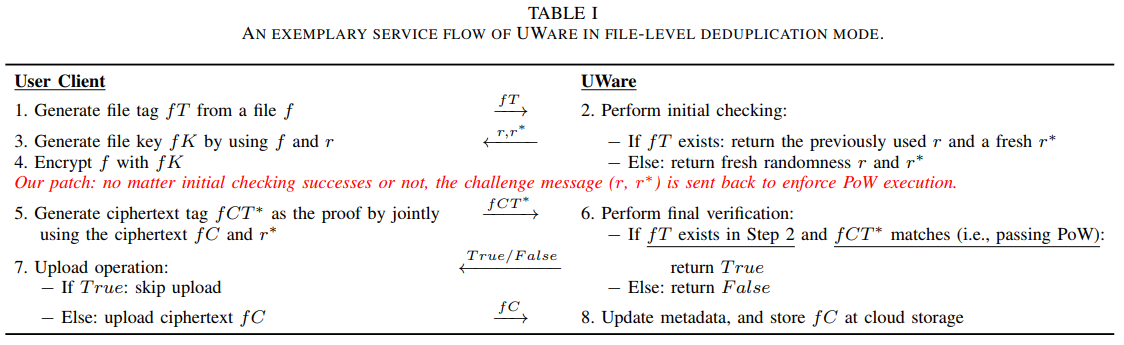 TABLE I
AN EXEMPLARY SERVICE FLOW OF UWARE IN FILE-LEVEL DEDUPLICATION MODE.
User Client
UWare
1. Generate file tag fT from a file f
fT
2. Perform initial checking:
3. Generate file key fK by using f and r
r,r*
− If fT exists: return the previously used r and a fresh r*
4. Encrypt f with fK
− Else: return fresh randomness r and r*
Our patch: no matter initial checking successes or not, the challenge message (r, r*) is sent back to enforce PoW execution.
5. Generate ciphertext tag fCT* as the proof by jointly
fCT*
6. Perform final verification:
using the ciphertext fC and r*
− If fT exists in Step 2 and fCT* matches (i.e., passing PoW):
7. Upload operation:
True/False
return True
− If True: skip upload
− Else: return False
− Else: upload ciphertext fC
fC
8. Update metadata, and store fC at cloud storage